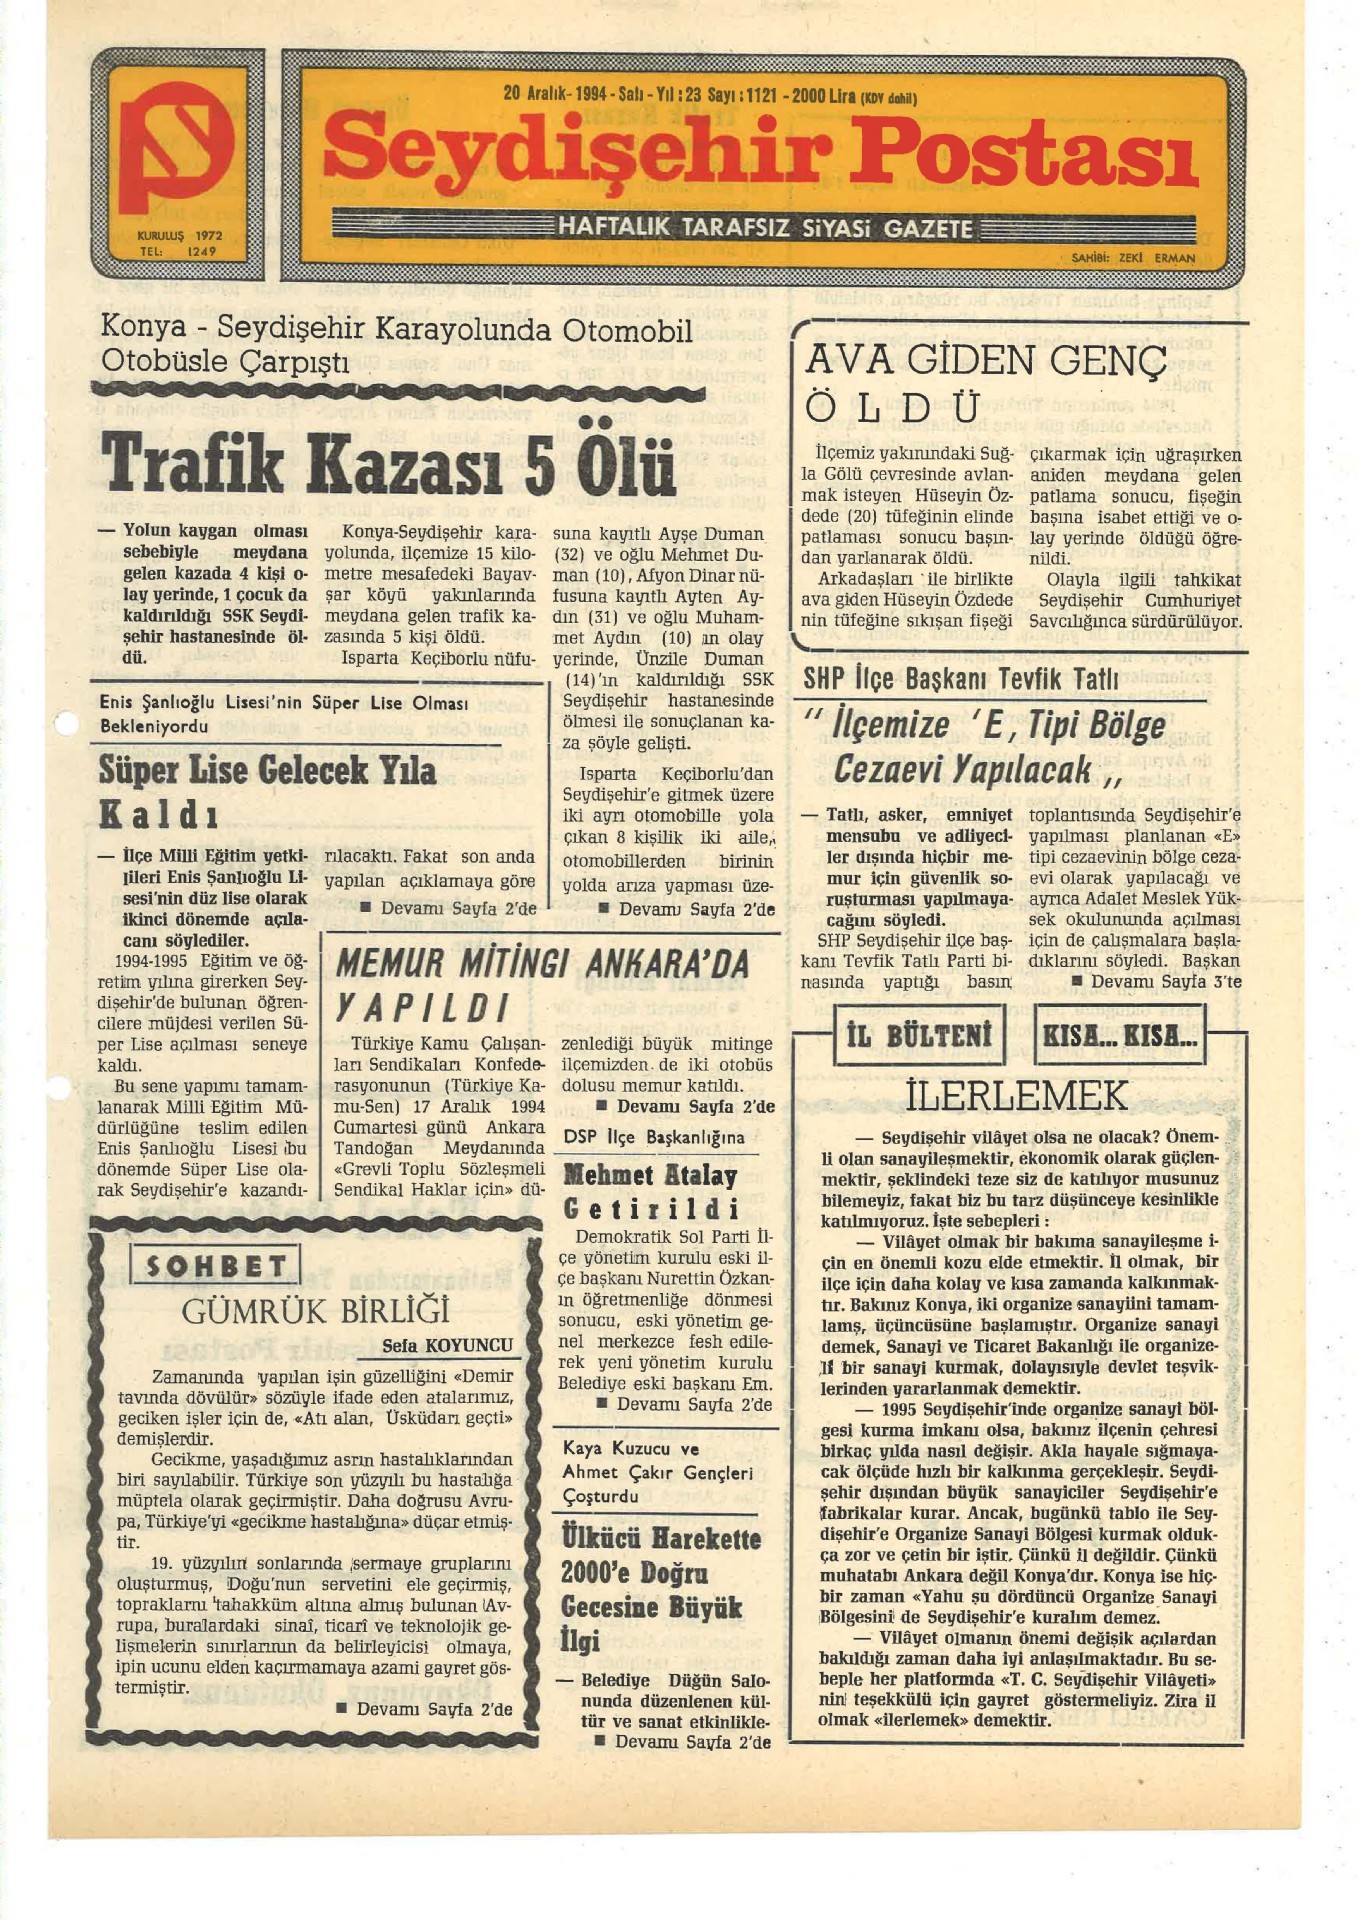 20 Aralık-1994-Salı-Yıl:23 Sayı:1121-2000 Lira (KDV dahil)
Seydişehir Postası
HAFTALIK TARAFSIZ SİYASİ GAZETE
KURULUŞ 1972
TEL: 1249
SAHİBİ: ZEKİ ERMAN
Konya - Seydişehir Karayolunda Otomobil
Otobüsle Çarpıştı
Trafik Kazası 5 Ölü
— Yolun kaygan olması
sebebiyle meydana
gelen kazada 4 kişi o-
lay yerinde, 1 çocuk da
kaldırıldığı SSK Seydi-
şehir hastanesinde öl-
dü.
Konya-Seydişehir kara-
yolunda, ilçemize 15 kilo-
metre mesafedeki Bayav-
şar köyü yakınlarında
meydana gelen trafik ka-
zasında 5 kişi öldü.
Isparta Keçiborlu nüfu-
suna kayıtlı Ayşe Duman
(32) ve oğlu Mehmet Du-
man (10), Afyon Dinar nü-
fusuna kayıtlı Ayten Ay-
dın (31) ve oğlu Muham-
met Aydın (10) ın olay
yerinde, Ünzile Duman
(14)'ın kaldırıldığı SSK
Seydişehir hastanesinde
ölmesi ile sonuçlanan ka-
za şöyle gelişti.
Isparta Keçiborlu'dan
Seydişehir'e gitmek üzere
iki ayrı otomobille yola
çıkan 8 kişilik iki aile,
otomobillerden birinin
yolda arıza yapması üze-
■ Devamı Sayfa 2'de
Enis Şanlıoğlu Lisesi'nin Süper Lise Olması
Bekleniyordu
Süper Lise Gelecek Yıla
Kaldı
— İlçe Milli Eğitim yetki-
lileri Enis Şanlıoğlu Li-
sesi'nin düz lise olarak
ikinci dönemde açıla-
canı söylediler.
1994-1995 Eğitim ve öğ-
retim yılına girerken Sey-
dişehir'de bulunan öğren-
cilere müjdesi verilen Sü-
per Lise açılması seneye
kaldı.
Bu sene yapımı tamam-
lanarak Milli Eğitim Mü-
dürlüğüne teslim edilen
Enis Şanlıoğlu Lisesi bu
dönemde Süper Lise ola-
rak Seydişehir'e kazandı-
rılacaktı. Fakat son anda
yapılan açıklamaya göre
■ Devamı Sayfa 2'de
MEMUR MİTİNGI ANKARA'DA
YAPILDI
Türkiye Kamu Çalışan-
ları Sendikaları Konfede-
rasyonunun (Türkiye Ka-
mu-Sen) 17 Aralık 1994
Cumartesi günü Ankara
Tandoğan Meydanında
«Grevli Toplu Sözleşmeli
Sendikal Haklar için» dü-
zenlediği büyük mitinge
ilçemizden de iki otobüs
dolusu memur katıldı.
■ Devamı Sayfa 2'de
DSP İlçe Başkanlığına
Mehmet Atalay
Getirildi
Demokratik Sol Parti İl-
çe yönetim kurulu eski il-
çe başkanı Nurettin Özkan-
ın öğretmenliğe dönmesi
sonucu, eski yönetim ge-
nel merkezce fesh edile-
rek yeni yönetim kurulu
Belediye eski başkanı Em.
■ Devamı Sayfa 2'de
Kaya Kuzucu ve
Ahmet Çakır Gençleri
Çoşturdu
Ülkücü Harekette
2000'e Doğru
Gecesine Büyük
İlgi
— Belediye Düğün Salo-
nunda düzenlenen kül-
tür ve sanat etkinlikle-
■ Devamı Sayfa 2'de
SOHBET
GÜMRÜK BİRLİĞİ
Sefa KOYUNCU
Zamanında yapılan işin güzelliğini «Demir
tavında dövülür» sözüyle ifade eden atalarımız,
geciken işler için de, «Atı alan, Üsküdarı geçti»
demişlerdir.
Gecikme, yaşadığımız asrın hastalıklarından
biri sayılabilir. Türkiye son yüzyılı bu hastalığa
müptela olarak geçirmiştir. Daha doğrusu Avru-
pa, Türkiye'yi «gecikme hastalığına» düçar etmiş-
tir.
19. yüzyılın sonlarında sermaye gruplarını
oluşturmuş, Doğu'nun servetini ele geçirmiş,
topraklarnı tahakküm altına almış bulunan Av-
rupa, buralardaki sinaî, ticarî ve teknolojik ge-
lişmelerin sınırlarının da belirleyicisi olmaya,
ipin ucunu elden kaçırmamaya azami gayret gös-
termiştir.
■ Devamı Sayfa 2'de
AVA GİDEN GENÇ
ÖLDÜ
İlçemiz yakınındaki Suğ-
la Gölü çevresinde avlan-
mak isteyen Hüseyin Öz-
dede (20) tüfeğinin elinde
patlaması sonucu başın-
dan yarlanarak öldü.
Arkadaşları ile birlikte
ava giden Hüseyin Özdede
nin tüfeğine sıkışan fişeği
çıkarmak için uğraşırken
aniden meydana gelen
patlama sonucu, fişeğin
başına isabet ettiği ve o-
lay yerinde öldüğü öğre-
nildi.
Olayla ilgili tahkikat
Seydişehir Cumhuriyet
Savcılığınca sürdürülüyor.
SHP İlçe Başkanı Tevfik Tatlı
" İlçemize 'E, Tipi Bölge
Cezaevi Yapılacak ,,
— Tatlı, asker, emniyet
mensubu ve adliyeci-
ler dışında hiçbir me-
mur için güvenlik so-
ruşturması yapılmaya-
cağını söyledi.
SHP Seydişehir ilçe baş-
kanı Tevfik Tatlı Parti bi-
nasında yaptığı basın
toplantısında Seydişehir'e
yapılması planlanan «E»
tipi cezaevinin bölge ceza-
evi olarak yapılacağı ve
ayrıca Adalet Meslek Yük-
sek okulununda açılması
için de çalışmalara başla-
dıklarını söyledi. Başkan
■ Devamı Sayfa 3'te
İL BÜLTENİ
KISA... KISA...
İLERLEMEK
— Seydişehir vilâyet olsa ne olacak? Önem-
li olan sanayileşmektir, ekonomik olarak güçlen-
mektir, şeklindeki teze siz de katılıyor musunuz
bilemeyiz, fakat biz bu tarz düşünceye kesinlikle
katılmıyoruz. İşte sebepleri :
— Vilâyet olmak bir bakıma sanayileşme i-
çin en önemli kozu elde etmektir. İl olmak, bir
ilçe için daha kolay ve kısa zamanda kalkınmak-
tır. Bakınız Konya, iki organize sanayiini tamam-
lamş, üçüncüsüne başlamıştır. Organize sanayi
demek, Sanayi ve Ticaret Bakanlığı ile organize-
li bir sanayi kurmak, dolayısıyle devlet teşvik-
lerinden yararlanmak demektir.
— 1995 Seydişehir'inde organize sanayi böl-
gesi kurma imkanı olsa, bakınız ilçenin çehresi
birkaç yılda nasıl değişir. Akla hayale sığmaya-
cak ölçüde hızlı bir kalkınma gerçekleşir. Seydi-
şehir dışından büyük sanayiciler Seydişehir'e
fabrikalar kurar. Ancak, bugünkü tablo ile Sey-
dişehir'e Organize Sanayi Bölgesi kurmak olduk-
ça zor ve çetin bir iştir. Çünkü il değildir. Çünkü
muhatabı Ankara değil Konya'dır. Konya ise hiç-
bir zaman «Yahu şu dördüncü Organize Sanayi
Bölgesini de Seydişehir'e kuralım demez.
— Vilâyet olmanın önemi değişik açılardan
bakıldığı zaman daha iyi anlaşılmaktadır. Bu se-
beple her platformda «T. C. Seydişehir Vilâyeti»
nin teşekkülü için gayret göstermeliyiz. Zira il
olmak «ilerlemek» demektir.